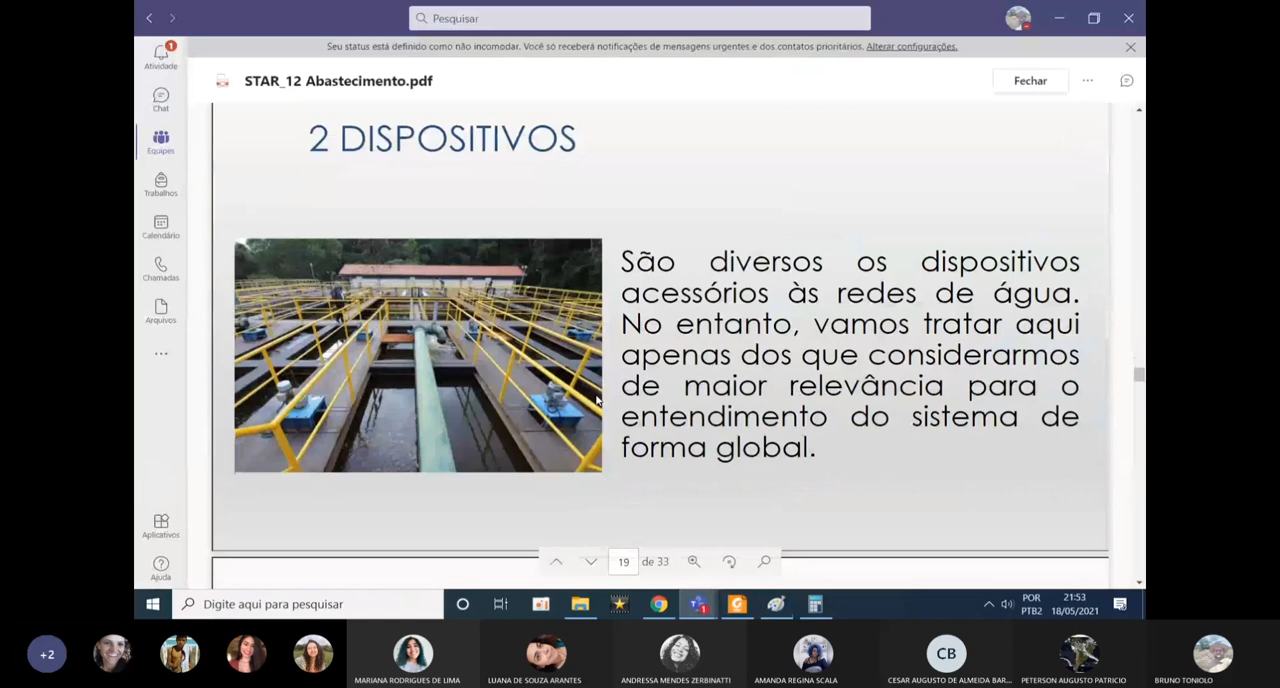 Pesquisar
Seu status está definido como não incomodar. Você só receberá notificações de mensagens urgentes e dos contatos prioritários. Alterar configurações.
1
Atividade
Chat
Equipes
Trabalhos
Calendário
Chamadas
Arquivos
Aplicativos
Ajuda
STAR_12 Abastecimento.pdf
Fechar
2 DISPOSITIVOS
São diversos os dispositivos
acessórios às redes de água.
No entanto, vamos tratar aqui
apenas dos que considerarmos
de maior relevância para o
entendimento do sistema de
forma global.
19 de 33
Digite aqui para pesquisar
1
POR
PTB2
21:53
18/05/2021
+2
MARIANA RODRIGUES DE LIMA
LUANA DE SOUZA ARANTES
ANDRESSA MENDES ZERBINATTI
AMANDA REGINA SCALA
CB
CESAR AUGUSTO DE ALMEIDA BAR...
PETERSON AUGUSTO PATRICIO
BRUNO TONIOLO